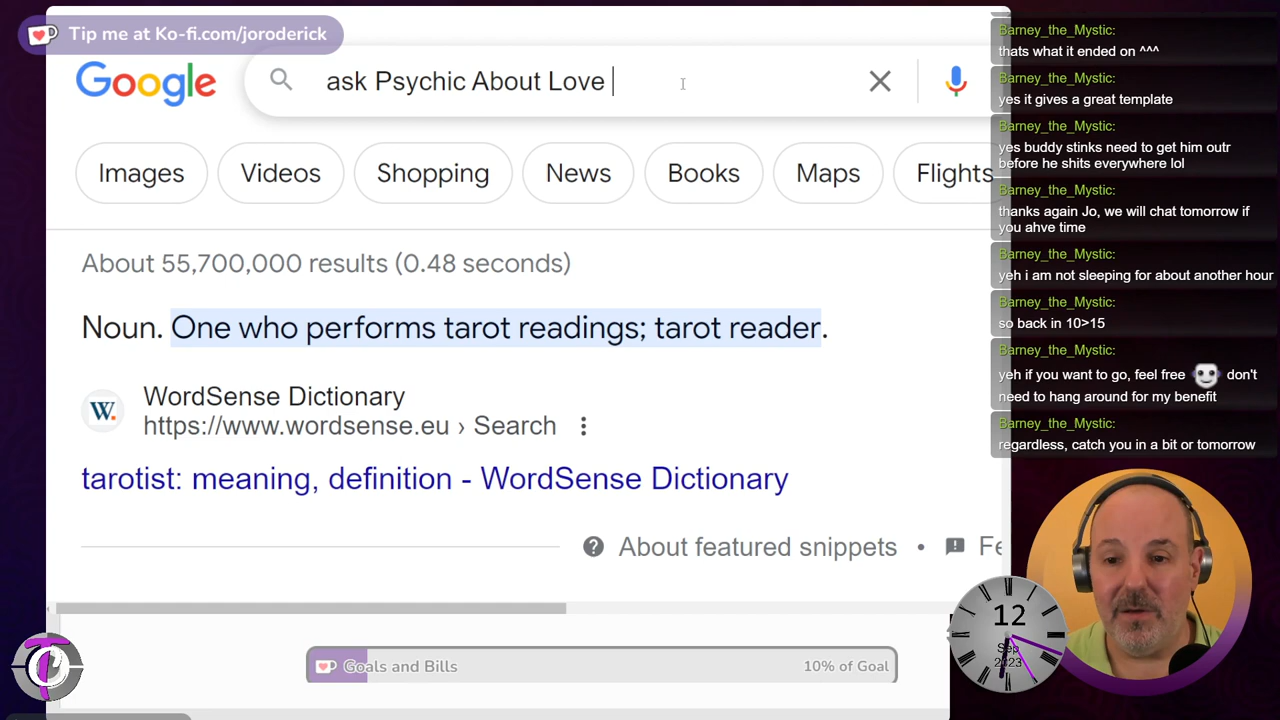 Tip me at Ko-fi.com/joroderick
Google
ask Psychic About Love
Images
Videos
Shopping
News
Books
Maps
Flights
About 55,700,000 results (0.48 seconds)
Noun. One who performs tarot readings; tarot reader.
W.
WordSense Dictionary
https://www.wordsense.eu › Search
tarotist: meaning, definition - WordSense Dictionary
About featured snippets
•
Fe
Goals and Bills
10% of Goal
Barney_the_Mystic:
thats what it ended on ^^^
Barney_the_Mystic:
yes it gives a great template
Barney_the_Mystic:
yes buddy stinks need to get him outr
before he shits everywhere lol
Barney_the_Mystic:
thanks again Jo, we will chat tomorrow if
you ahve time
Barney_the_Mystic:
yeh i am not sleeping for about another hour
Barney_the_Mystic:
so back in 10>15
Barney_the_Mystic:
yeh if you want to go, feel free don't
need to hang around for my benefit
Barney_the_Mystic:
regardless, catch you in a bit or tomorrow
12
Sep
2023